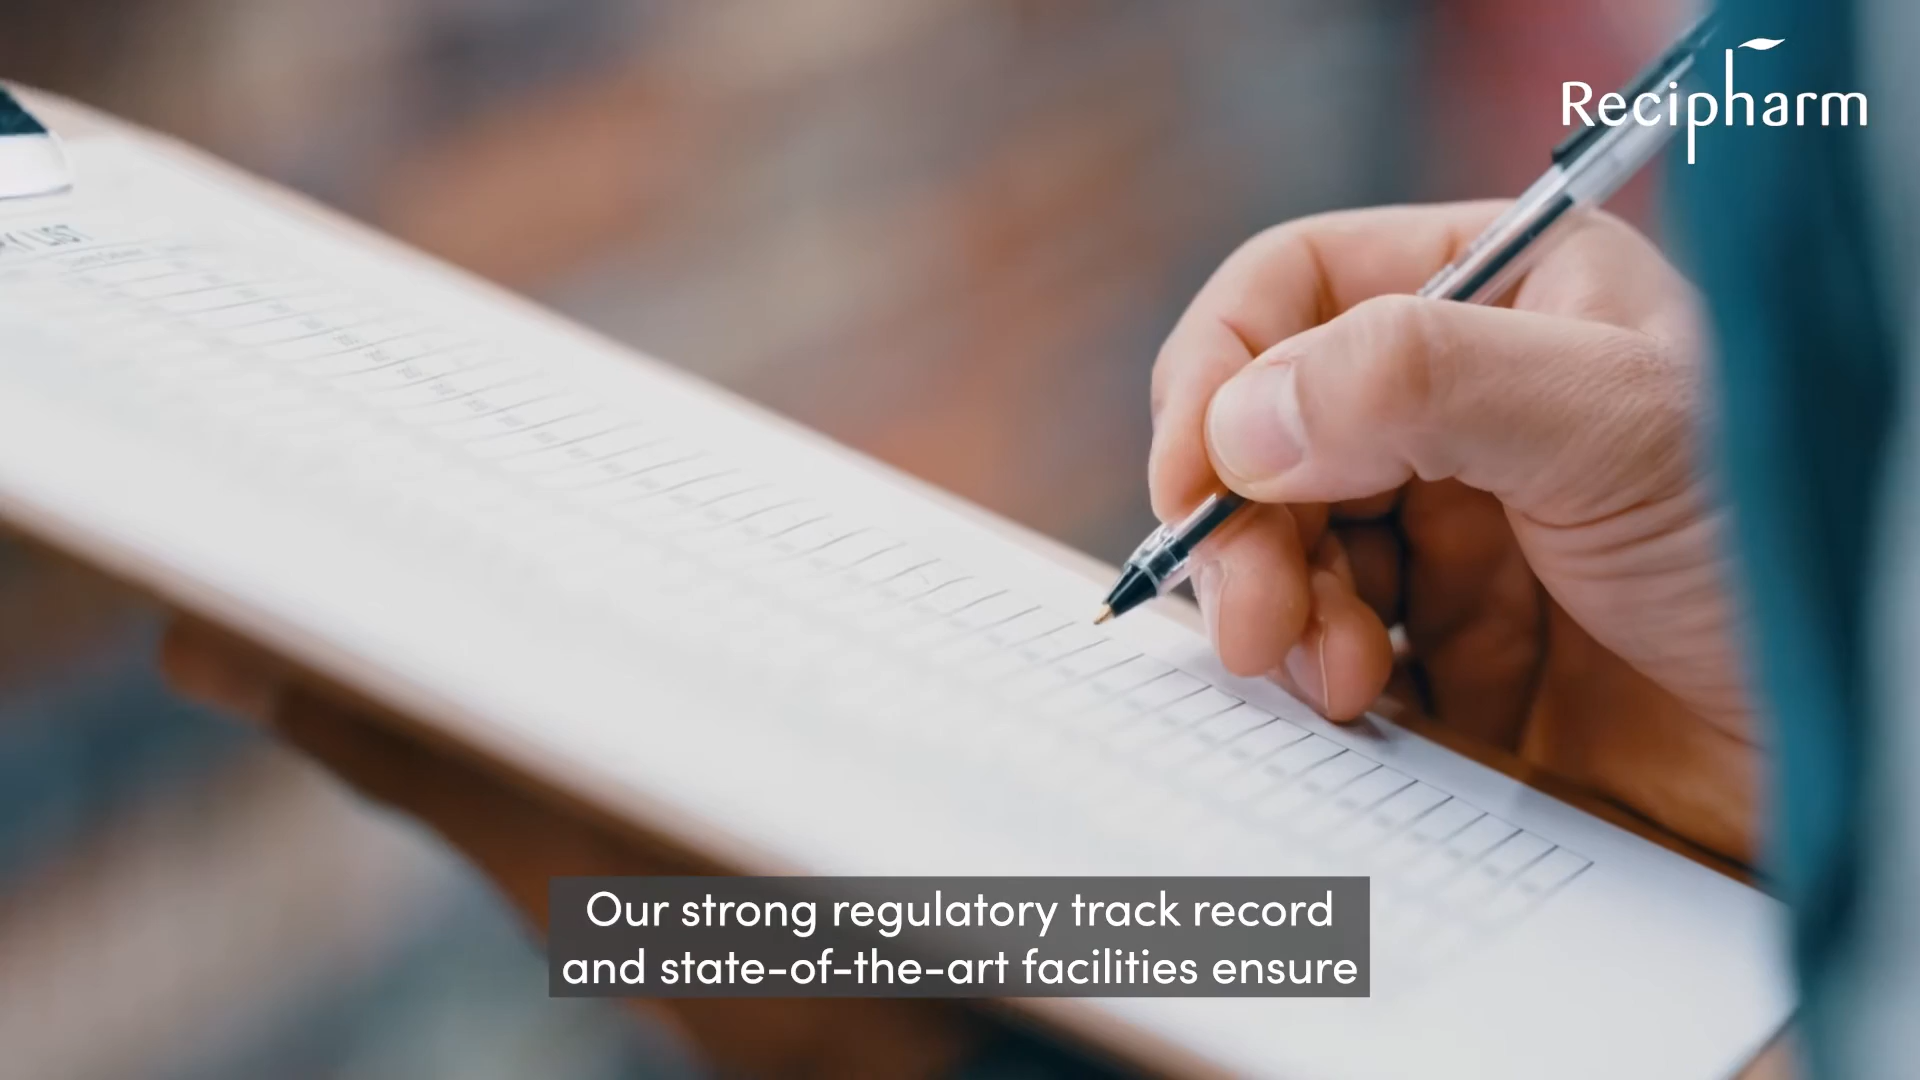 Recipharm
Our strong regulatory track record
and state-of-the-art facilities ensure